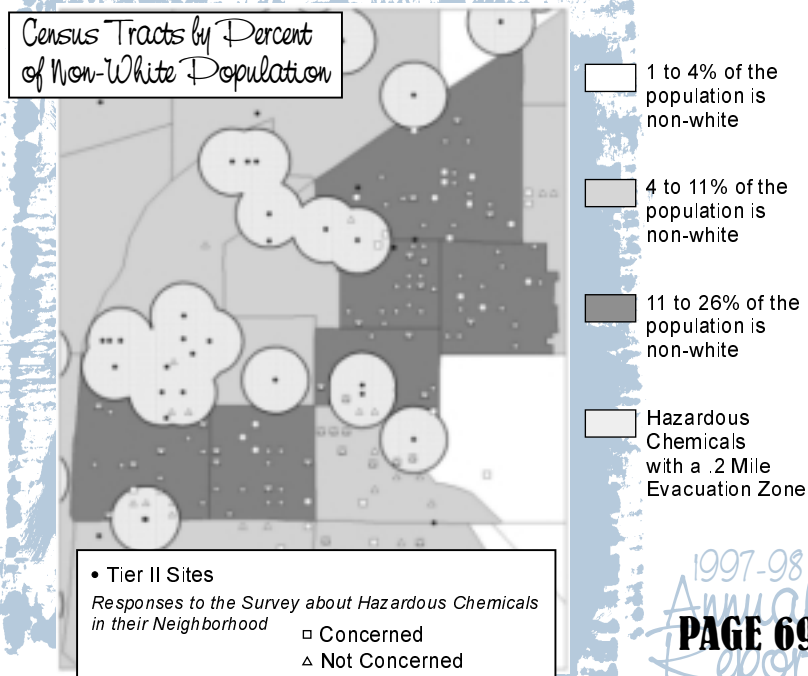 Census Tracts by Percent
of Non-White Population
1 to 4% of the
population is
non-white
4 to 11% of the
population is
non-white
11 to 26% of the
population is
non-white
Hazardous
Chemicals
with a .2 Mile
Evacuation Zone
• Tier II Sites
Responses to the Survey about Hazardous Chemicals
in their Neighborhood
□ Concerned
△ Not Concerned
1997-98
Annual
Report
PAGE 69